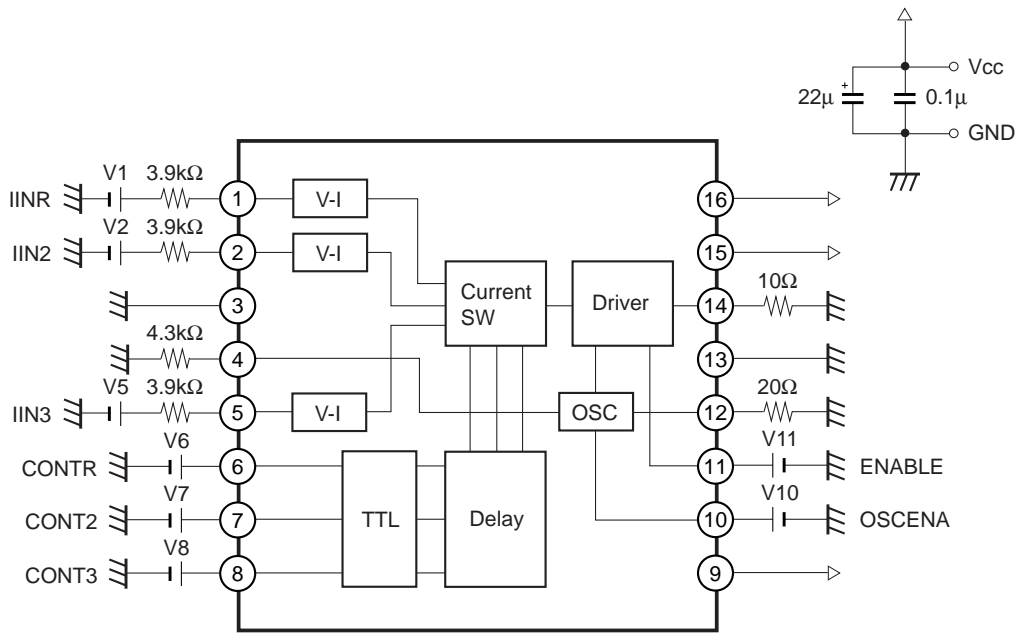 Vcc
22μ
+
0.1μ
GND
V1
3.9kΩ
IINR
1
V-I
16
V2
3.9kΩ
IIN2
2
V-I
15
3
Current
SW
Driver
14
10Ω
4.3kΩ
4
13
V5
3.9kΩ
IIN3
5
V-I
OSC
12
20Ω
V6
CONTR
6
11
V11
ENABLE
V7
CONT2
7
TTL
Delay
10
V10
OSCENA
V8
CONT3
8
9